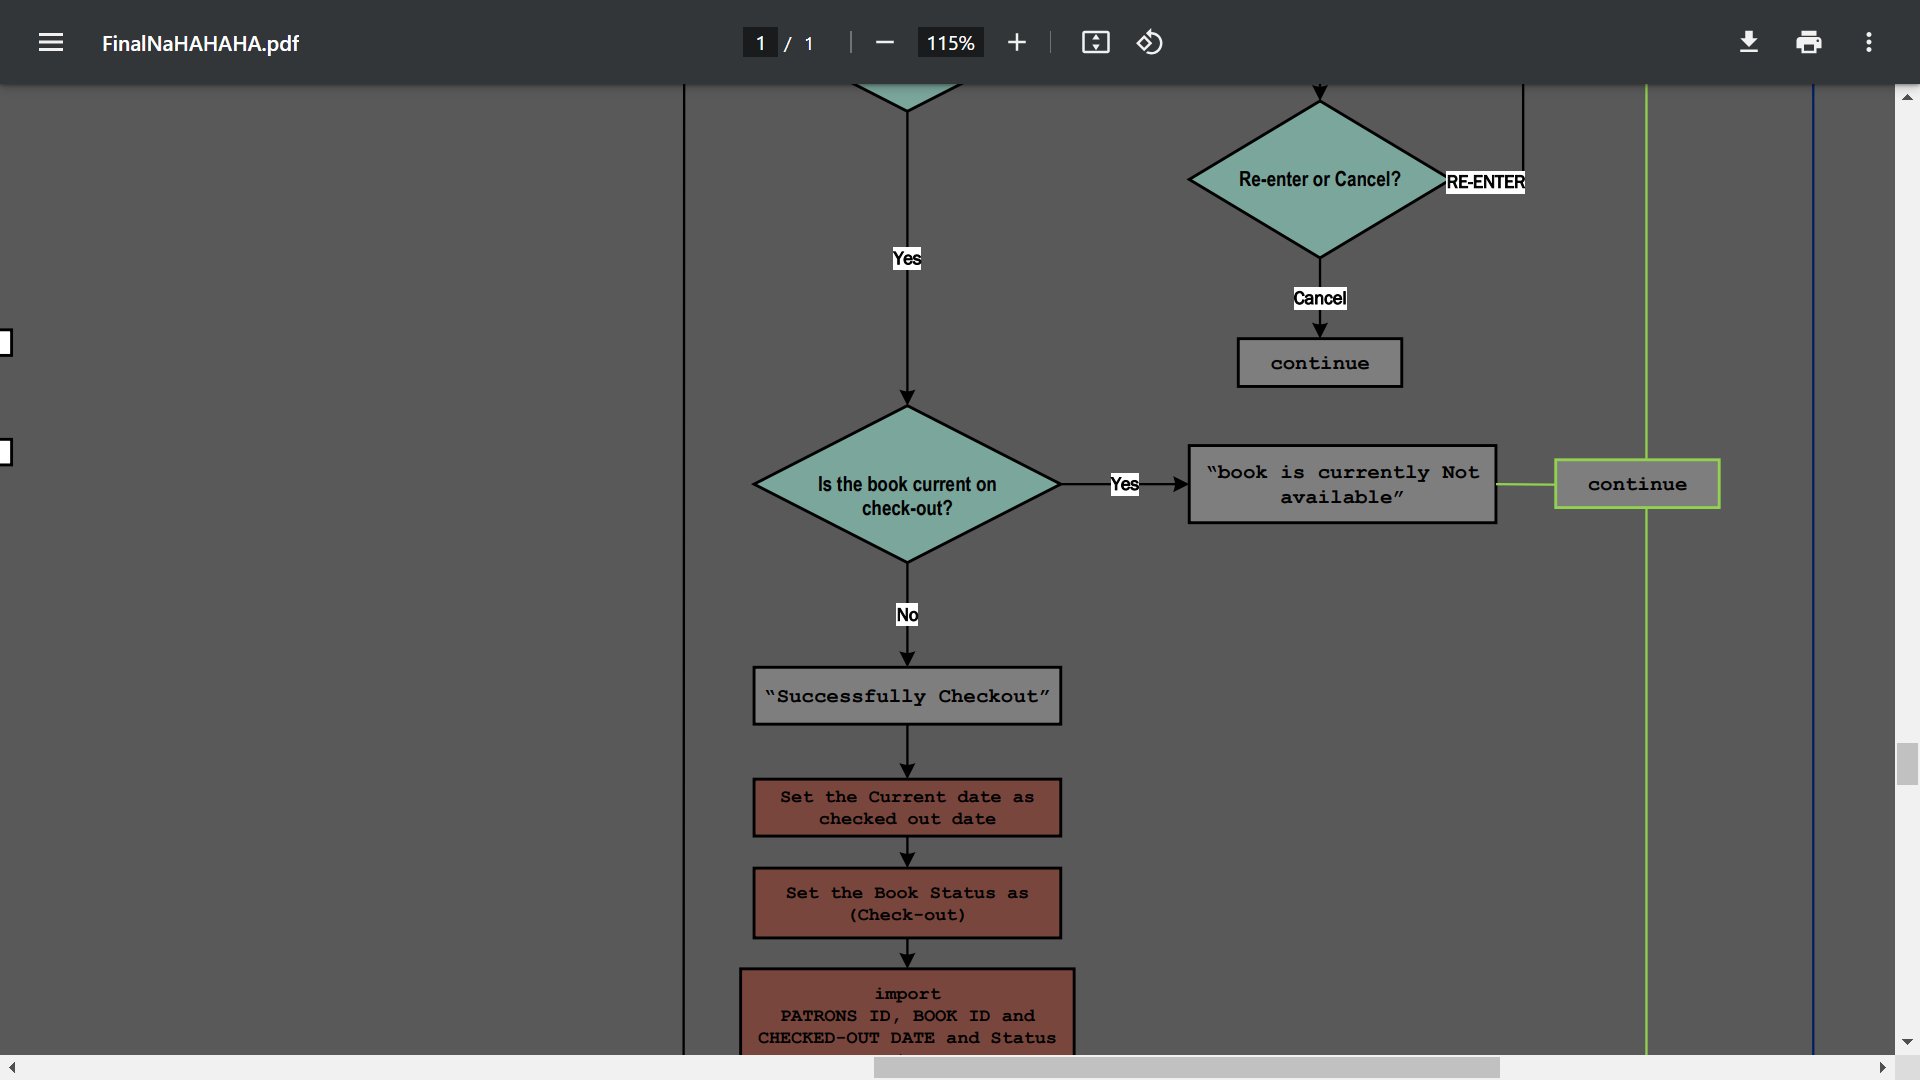 FinalNaHAHAHA.pdf
1 / 1
115%
Re-enter or Cancel?
RE-ENTER
Yes
Cancel
continue
Is the book current on
check-out?
Yes
“book is currently Not
available”
continue
No
“Successfully Checkout”
Set the Current date as
checked out date
Set the Book Status as
(Check-out)
import
PATRONS ID, BOOK ID and
CHECKED-OUT DATE and Status